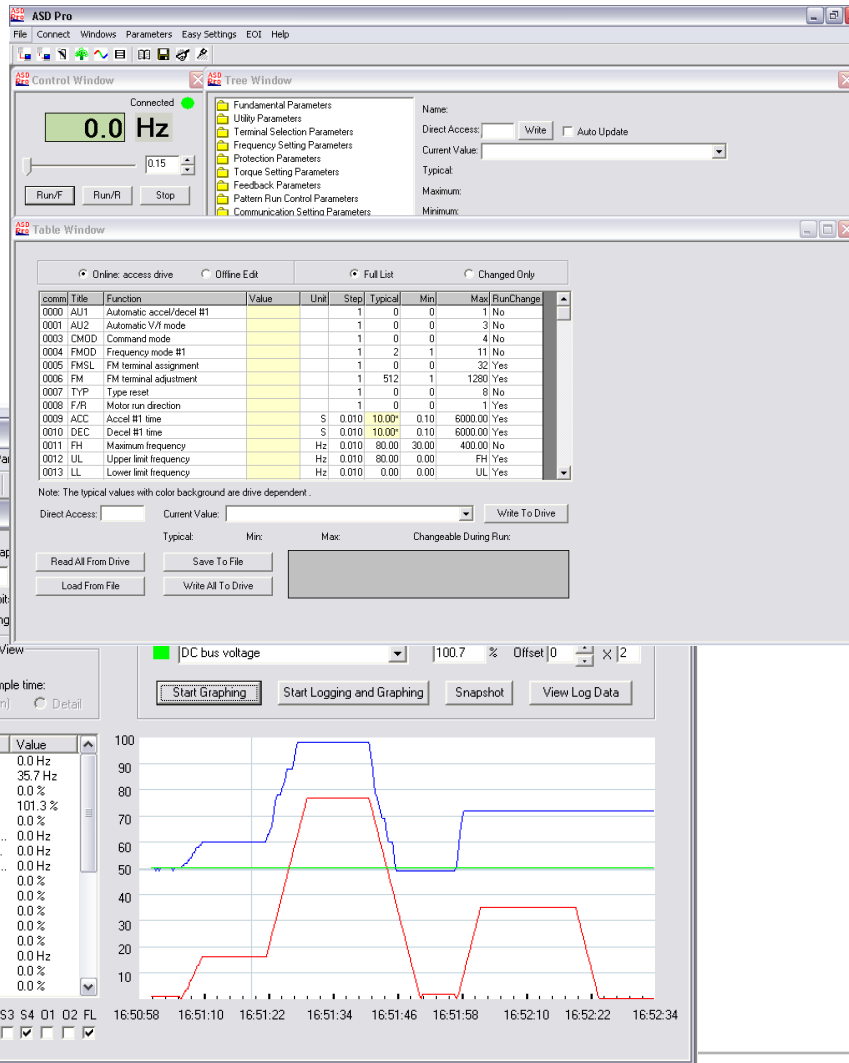 ASD Pro
File Connect Windows Parameters Easy Settings EOI Help
Control Window
Connected
0.0 Hz
0.15
Run/F Run/R Stop
Tree Window
Fundamental Parameters
Utility Parameters
Terminal Selection Parameters
Frequency Setting Parameters
Protection Parameters
Torque Setting Parameters
Feedback Parameters
Pattern Run Control Parameters
Communication Setting Parameters
Name:
Direct Access: Write Auto Update
Current Value:
Typical:
Maximum:
Minimum:
Table Window
Online: access drive Offline Edit Full List Changed Only
comm Title Function Value Unit Step Typical Min Max RunChange
0000 AU1 Automatic accel/decel #1 1 0 0 1 No
0001 AU2 Automatic V/f mode 1 0 0 3 No
0003 CMOD Command mode 1 0 0 4 No
0004 FMOD Frequency mode #1 1 2 1 11 No
0005 FMSL FM terminal assignment 1 0 0 32 Yes
0006 FM FM terminal adjustment 1 512 1 1280 Yes
0007 TYP Type reset 1 0 0 8 No
0008 F/R Motor run direction 1 0 0 1 Yes
0009 ACC Accel #1 time S 0.010 10.00* 0.10 6000.00 Yes
0010 DEC Decel #1 time S 0.010 10.00* 0.10 6000.00 Yes
0011 FH Maximum frequency Hz 0.010 80.00 30.00 400.00 No
0012 UL Upper limit frequency Hz 0.010 80.00 0.00 FH Yes
0013 LL Lower limit frequency Hz 0.010 0.00 0.00 UL Yes
Note: The typical values with color background are drive dependent .
Direct Access: Current Value: Write To Drive
Typical: Min: Max: Changeable During Run:
Read All From Drive Save To File
Load From File Write All To Drive
View
DC bus voltage 100.7 % Offset 0 X 2
mple time:
n) Detail
Start Graphing Start Logging and Graphing Snapshot View Log Data
Value
0.0 Hz
35.7 Hz
0.0 %
101.3 %
0.0 %
... 0.0 Hz
. 0.0 Hz
... 0.0 Hz
0.0 %
0.0 %
0.0 %
0.0 %
0.0 %
0.0 Hz
0.0 %
0.0 %
S3 S4 O1 O2 FL
100
90
80
70
60
50
40
30
20
10
16:50:58 16:51:10 16:51:22 16:51:34 16:51:46 16:51:58 16:52:10 16:52:22 16:52:34